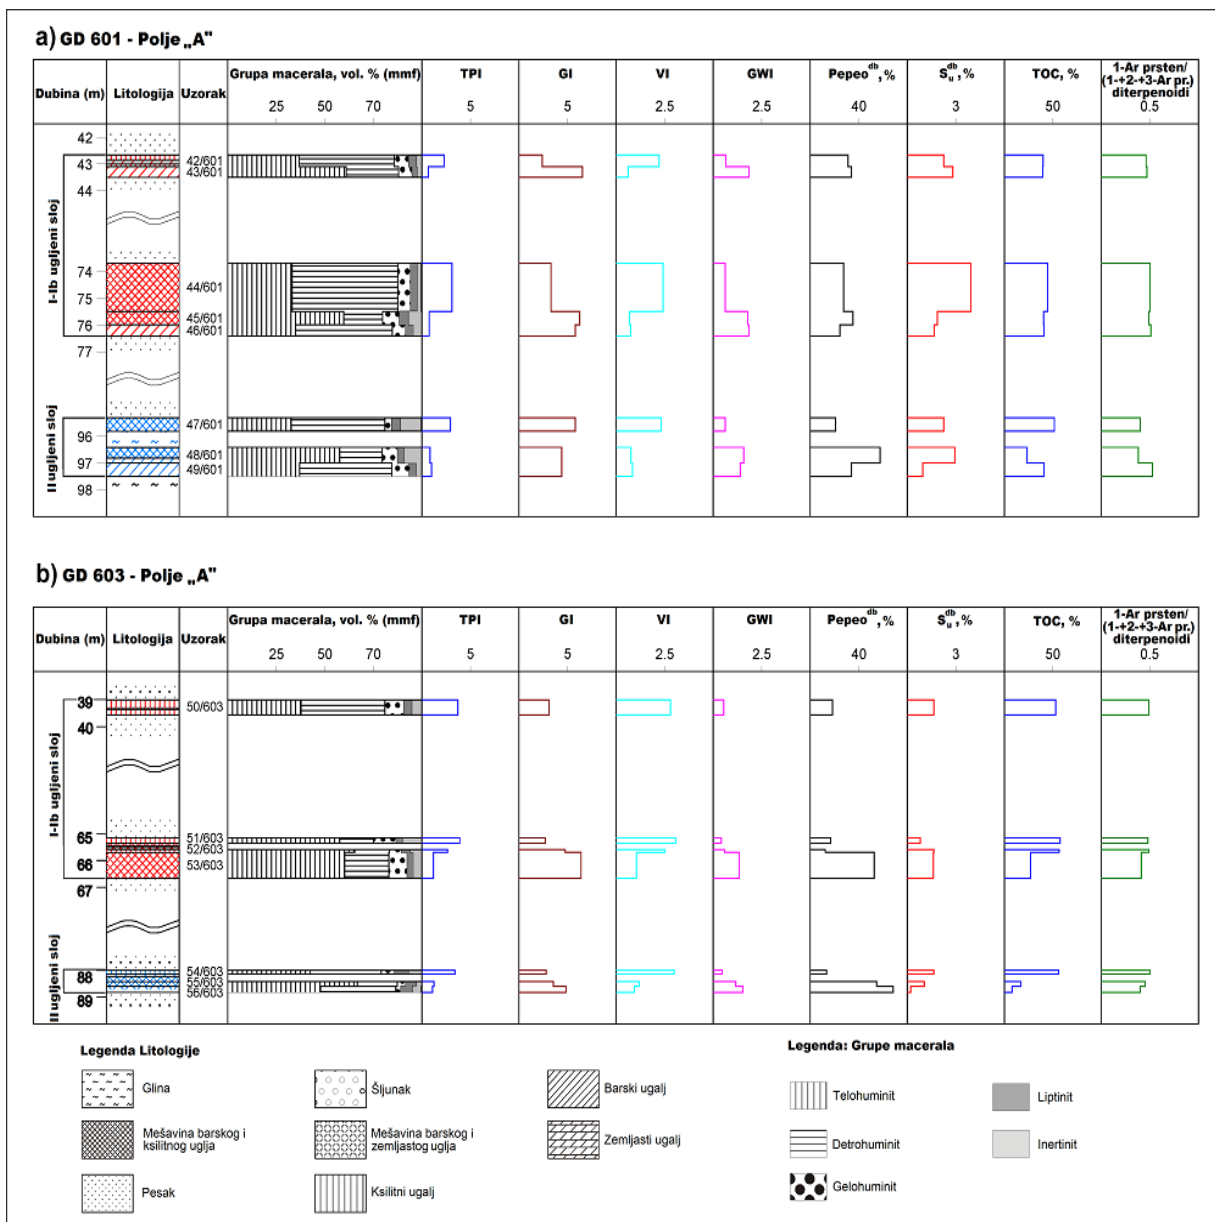 a) GD 601 - Polje „A"
Dubina (m) Litologija Uzorak Grupa macerala, vol. % (mmf) TPI GI VI GWI Pepeo db, % S u db, % TOC, % 1-Ar prsten/
(1-+2-+3-Ar pr.)
diterpenoidi
25 50 70 5 5 2.5 2.5 40 3 50 0.5
I-Ib ugljeni sloj
II ugljeni sloj
42
43 42/601
43/601
44
74
44/601
75
45/601
76 46/601
77
47/601
96
48/601
97 49/601
98
b) GD 603 - Polje „A"
Dubina (m) Litologija Uzorak Grupa macerala, vol. % (mmf) TPI GI VI GWI Pepeo db, % S u db, % TOC, % 1-Ar prsten/
(1-+2-+3-Ar pr.)
diterpenoidi
25 50 70 5 5 2.5 2.5 40 3 50 0.5
I-Ib ugljeni sloj
II ugljeni sloj
39 50/603
40
65 51/603
52/603
66 53/603
67
54/603
88 55/603
56/603
89
Legenda Litologije
Glina
Mešavina barskog i
ksilitnog uglja
Pesak
Šljunak
Mešavina barskog i
zemljastog uglja
Ksilitni ugalj
Barski ugalj
Zemljasti ugalj
Legenda: Grupe macerala
Telohuminit
Detrohuminit
Gelohuminit
Liptinit
Inertinit